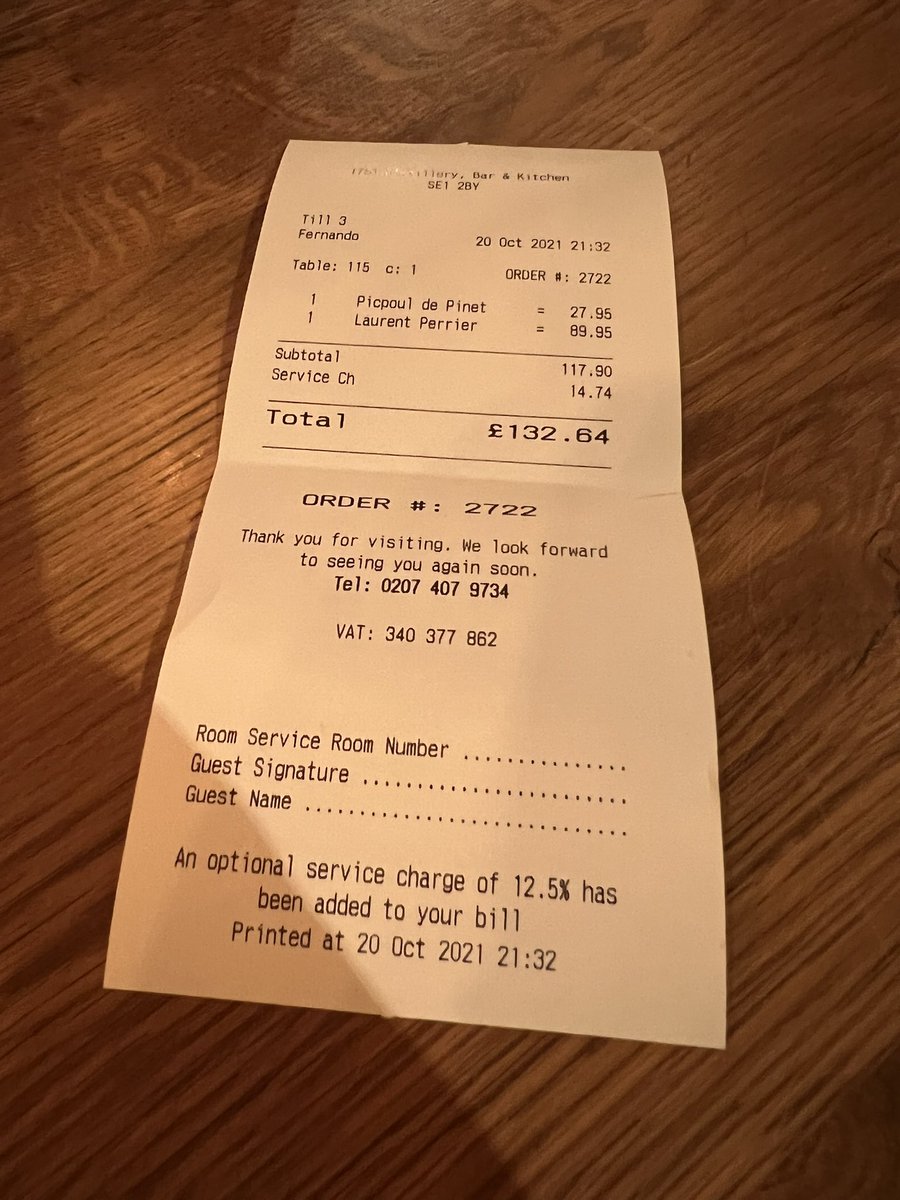 Bar & Kitchen
SE1 2BY
Till 3
Fernando
20 Oct 2021 21:32
Table: 115 c: 1 ORDER #: 2722
1 Picpoul de Pinet = 27.95
1 Laurent Perrier = 89.95
Subtotal 117.90
Service Ch 14.74
Total £132.64
ORDER #: 2722
Thank you for visiting. We look forward
to seeing you again soon.
Tel: 0207 407 9734
VAT: 340 377 862
Room Service Room Number ...............
Guest Signature ........................
Guest Name ..............................
An optional service charge of 12.5% has
been added to your bill
Printed at 20 Oct 2021 21:32